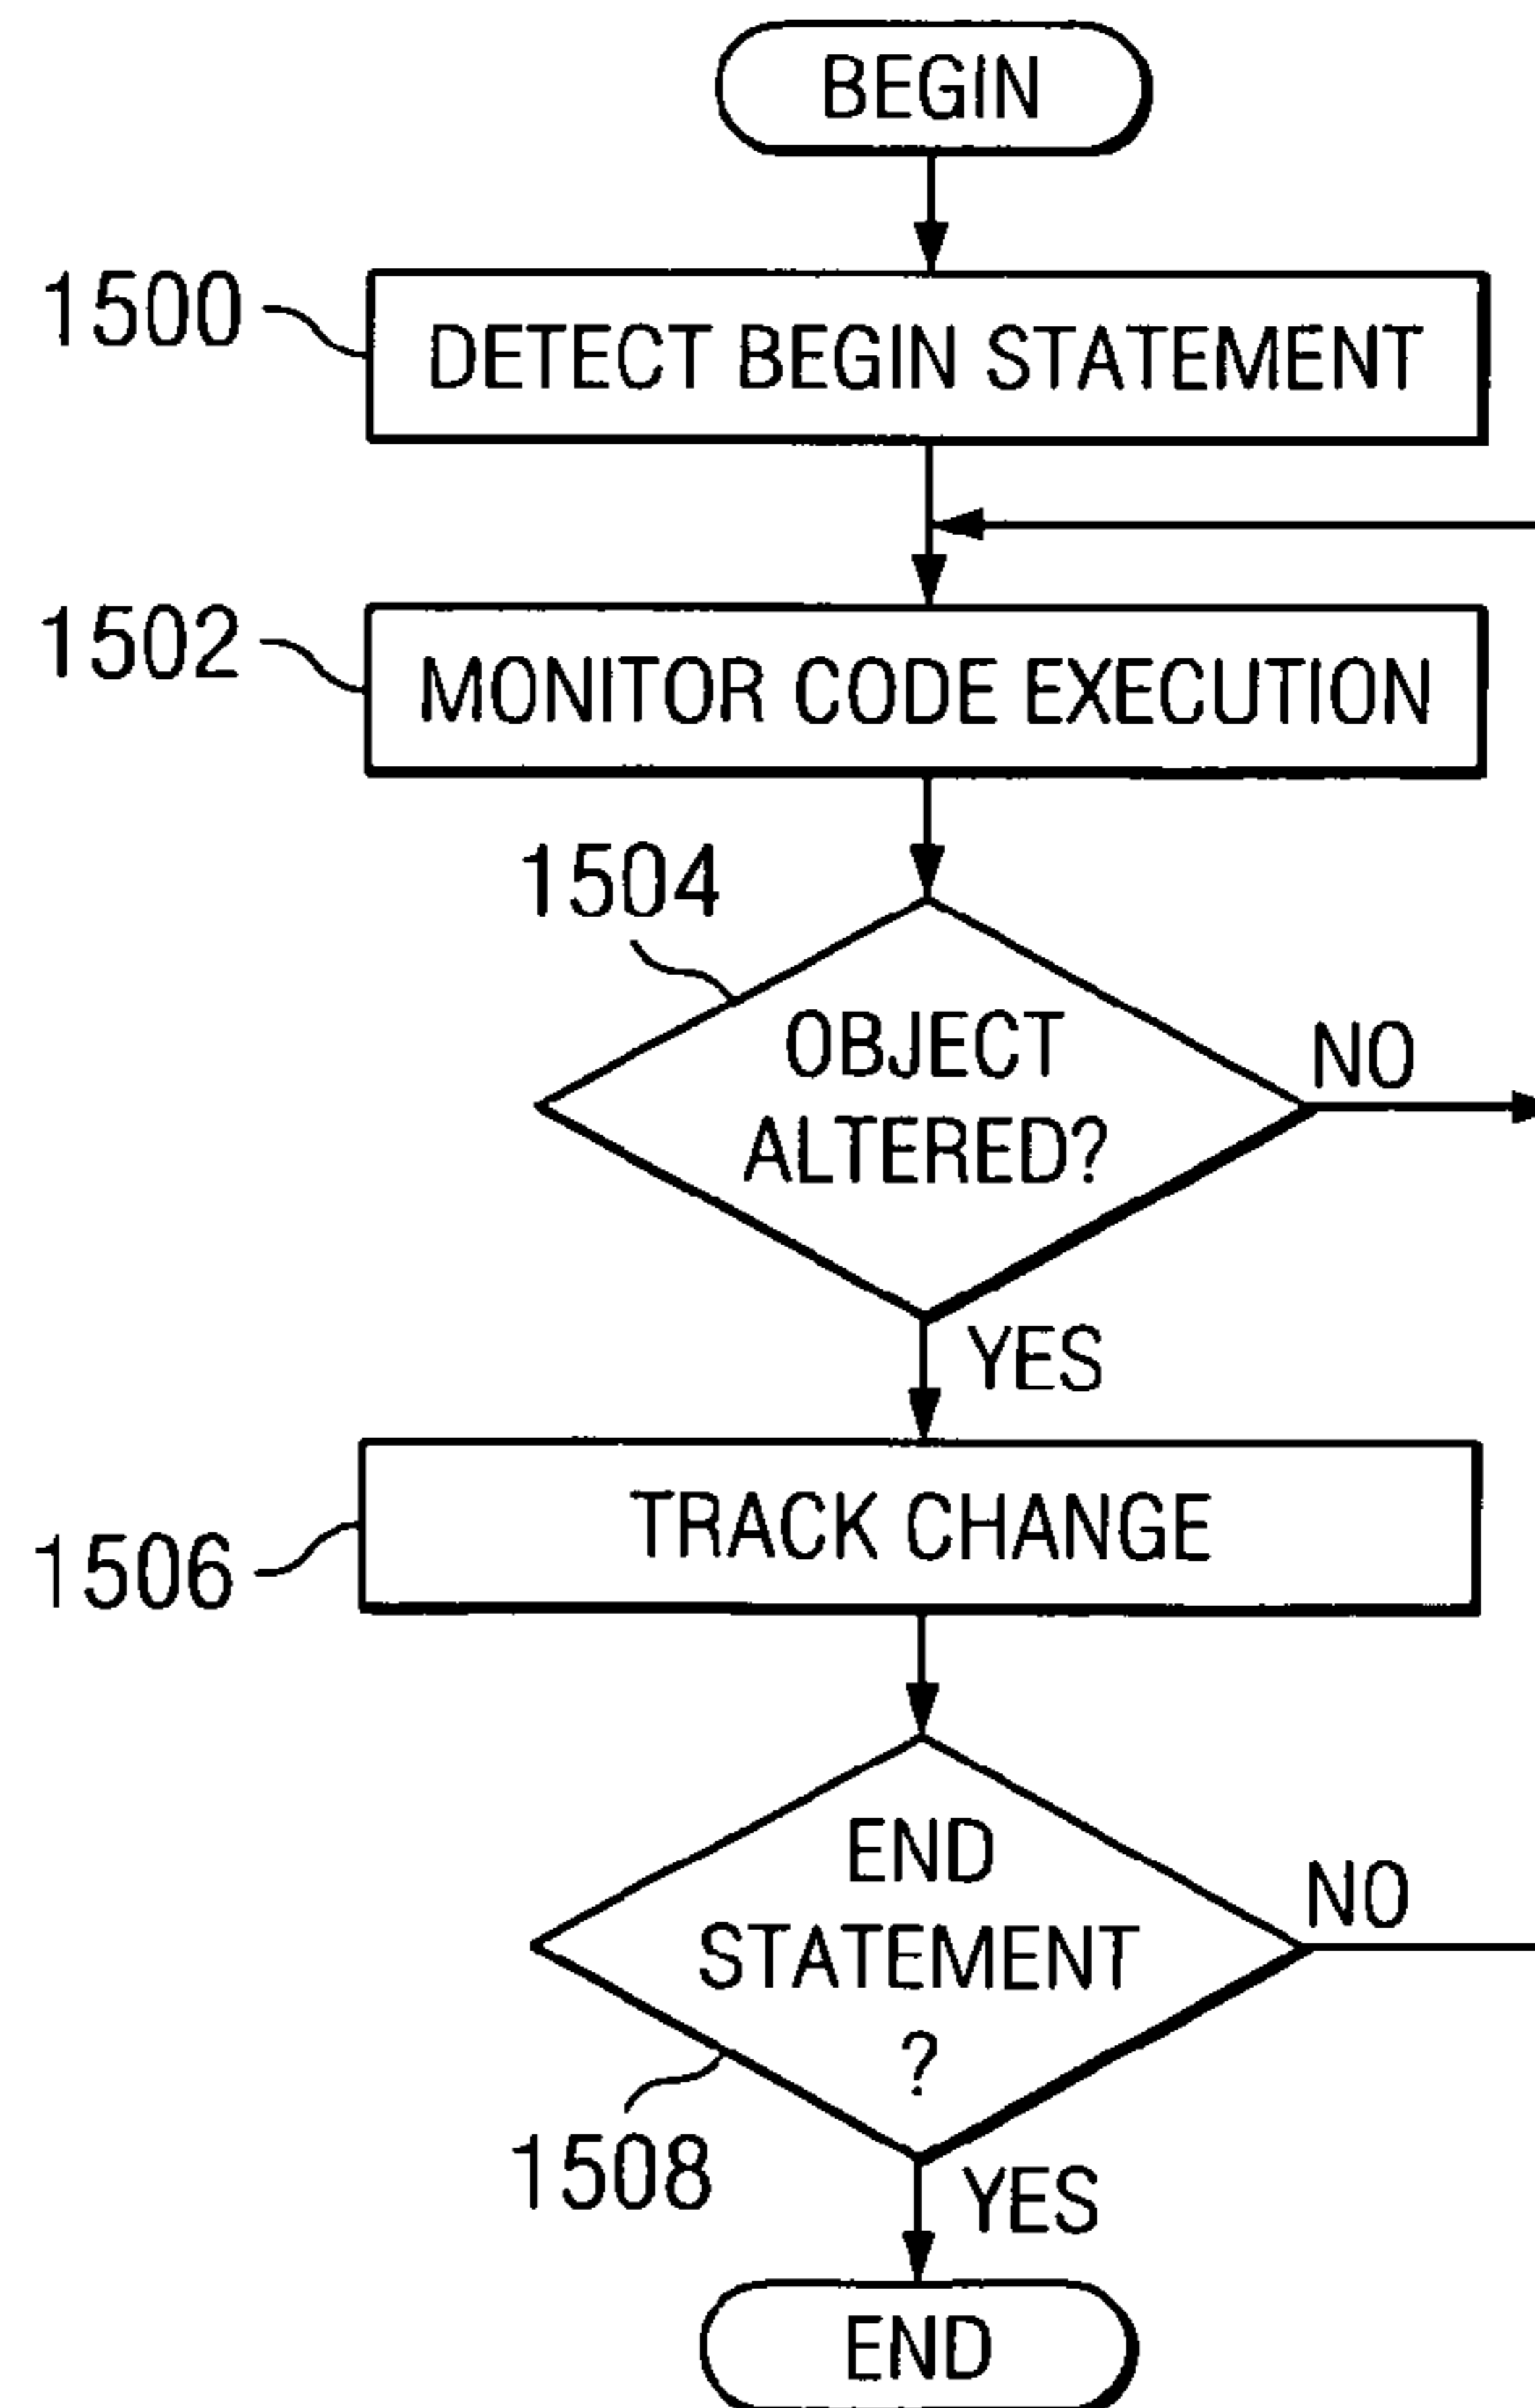 BEGIN
1500
DETECT BEGIN STATEMENT
1502
MONITOR CODE EXECUTION
1504
OBJECT
ALTERED?
NO
YES
TRACK CHANGE
1506
END
STATEMENT
?
NO
1508
YES
END